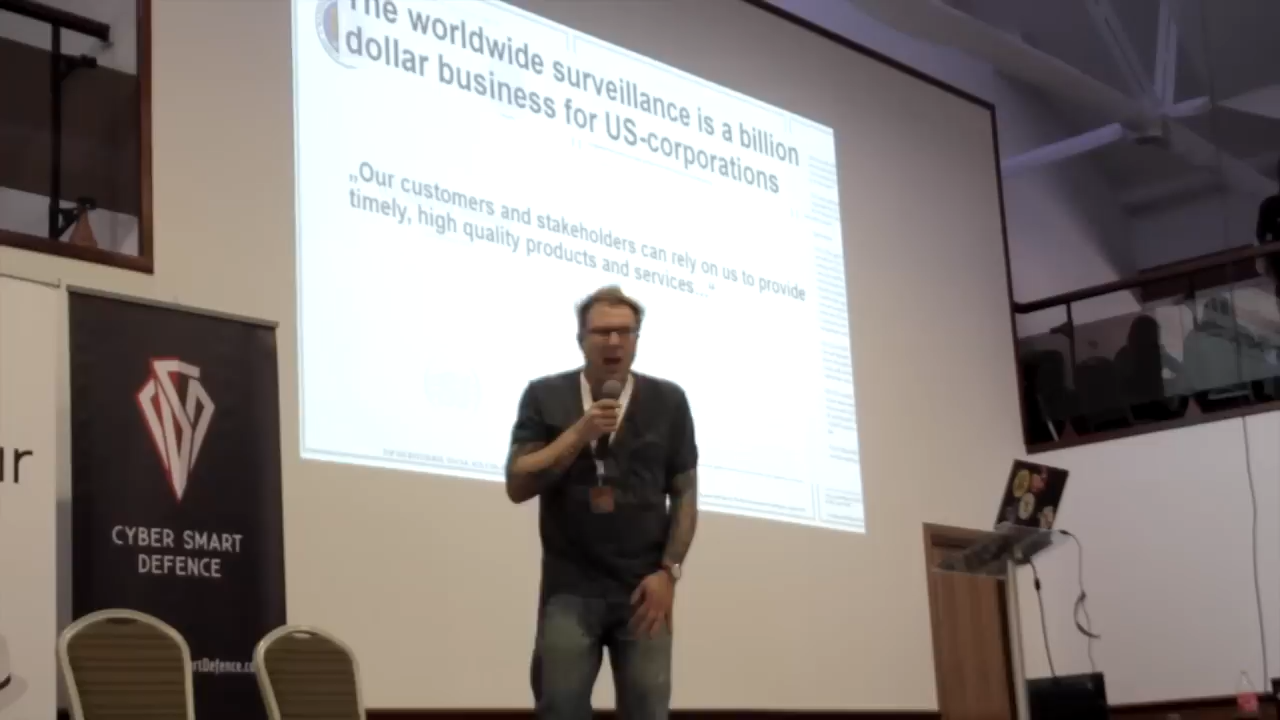 The worldwide surveillance is a billion
dollar business for US-corporations
„Our customers and stakeholders can rely on us to provide
timely, high quality products and services..."
ur
CYBER SMART
DEFENCE